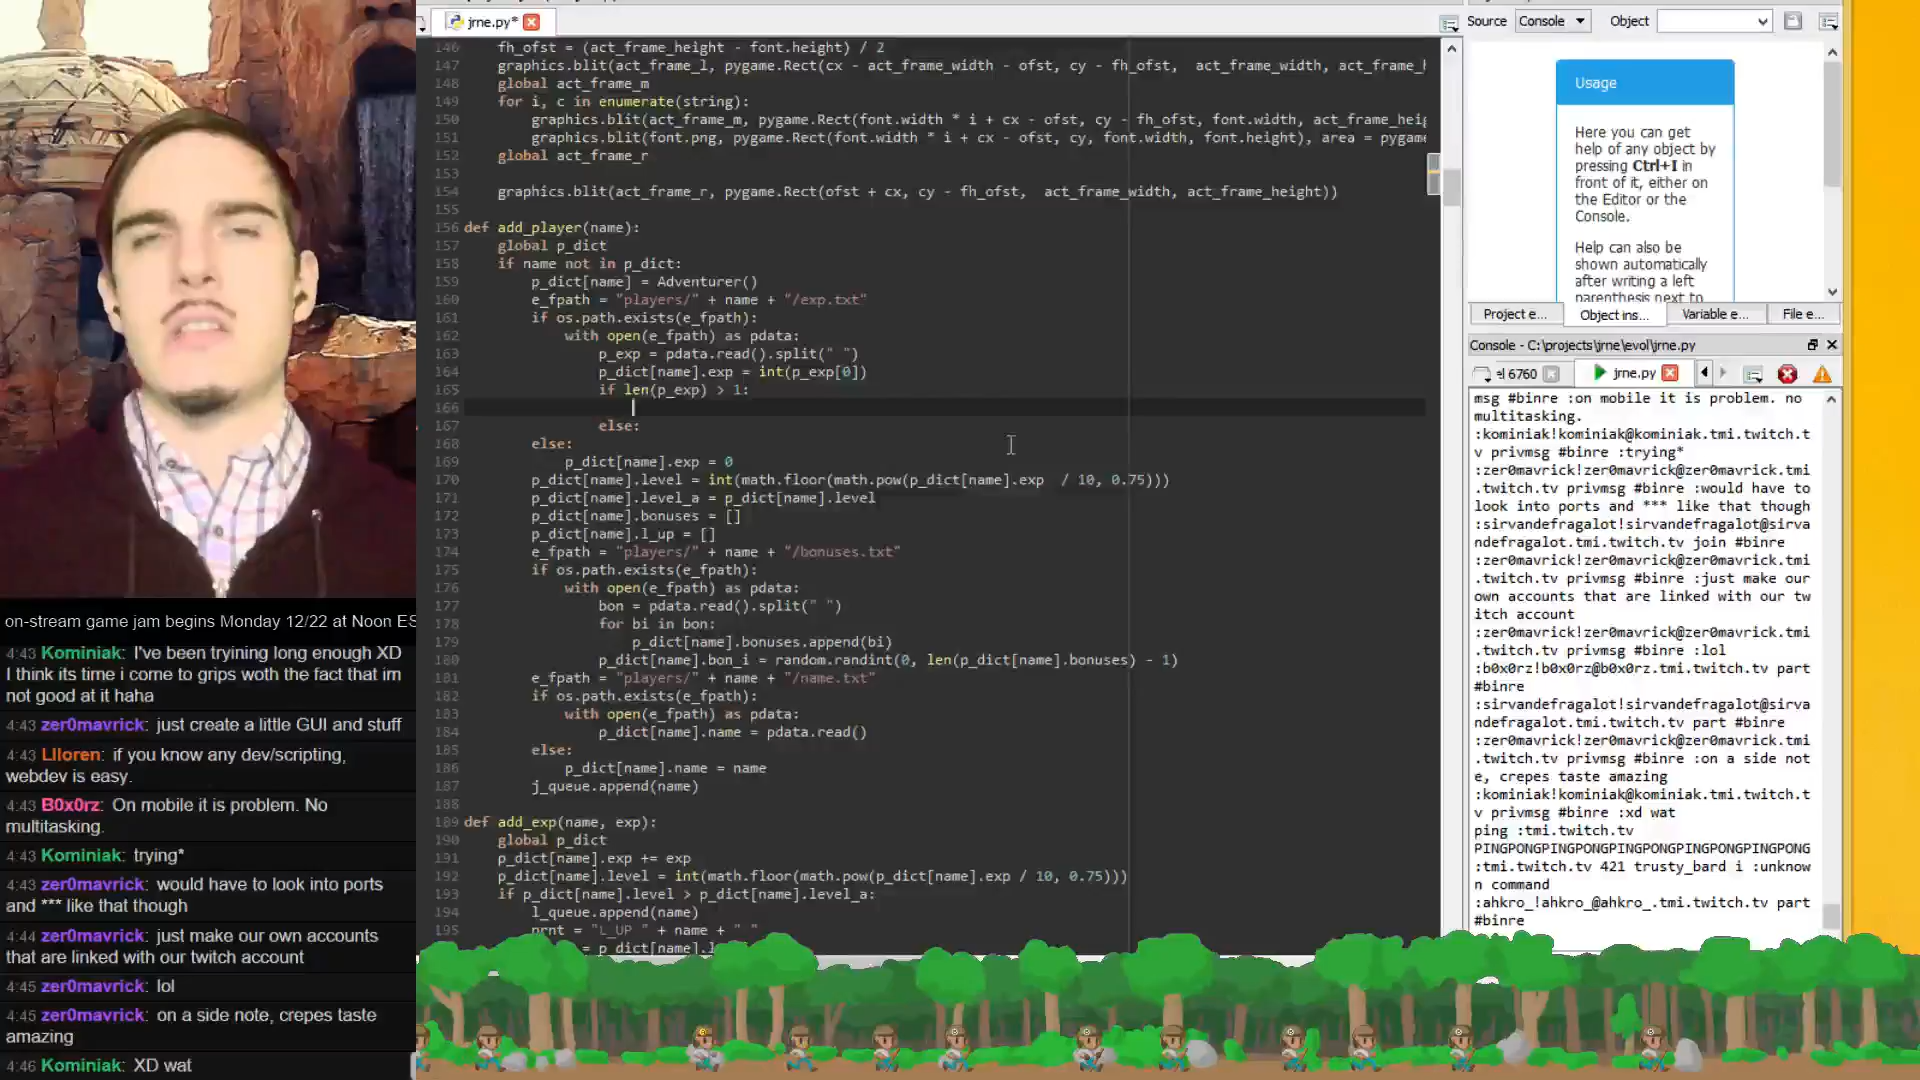 jrne.py*
146 fh_ofst = (act_frame_height - font.height) / 2
147 graphics.blit(act_frame_l, pygame.Rect(cx - act_frame_width - ofst, cy - fh_ofst,  act_frame_width, act_frame_h
148 global act_frame_m
149 for i, c in enumerate(string):
150 graphics.blit(act_frame_m, pygame.Rect(font.width * i + cx - ofst, cy - fh_ofst, font.width, act_frame_heig
151 graphics.blit(font.png, pygame.Rect(font.width * i + cx - ofst, cy, font.width, font.height), area = pygame
152 global act_frame_r
153
154 graphics.blit(act_frame_r, pygame.Rect(ofst + cx, cy - fh_ofst,  act_frame_width, act_frame_height))
155
156 def add_player(name):
157 global p_dict
158 if name not in p_dict:
159 p_dict[name] = Adventurer()
160 e_fpath = "players/" + name + "/exp.txt"
161 if os.path.exists(e_fpath):
162 with open(e_fpath) as pdata:
163 p_exp = pdata.read().split(" ")
164 p_dict[name].exp = int(p_exp[0])
165 if len(p_exp) > 1:
166
167 else:
168 else:
169 p_dict[name].exp = 0
170 p_dict[name].level = int(math.floor(math.pow(p_dict[name].exp  / 10, 0.75)))
171 p_dict[name].level_a = p_dict[name].level
172 p_dict[name].bonuses = []
173 p_dict[name].l_up = []
174 e_fpath = "players/" + name + "/bonuses.txt"
175 if os.path.exists(e_fpath):
176 with open(e_fpath) as pdata:
177 bon = pdata.read().split(" ")
178 for bi in bon:
179 p_dict[name].bonuses.append(bi)
180 p_dict[name].bon_i = random.randint(0, len(p_dict[name].bonuses) - 1)
181 e_fpath = "players/" + name + "/name.txt"
182 if os.path.exists(e_fpath):
183 with open(e_fpath) as pdata:
184 p_dict[name].name = pdata.read()
185 else:
186 p_dict[name].name = name
187 j_queue.append(name)
188
189 def add_exp(name, exp):
190 global p_dict
191 p_dict[name].exp += exp
192 p_dict[name].level = int(math.floor(math.pow(p_dict[name].exp / 10, 0.75)))
193 if p_dict[name].level > p_dict[name].level_a:
194 l_queue.append(name)
195 prnt = "L_UP " + name + " "
= p_dict[name].l
Source Console Object
Usage
Here you can get
help of any object by
pressing Ctrl+I in
front of it, either on
the Editor or the
Console.
Help can also be
shown automatically
after writing a left
parenthesis next to
Project e... Object ins... Variable e... File e...
Console - C:\projects\jrne\evol\jrne.py
el 6760 jrne.py
msg #binre :on mobile it is problem. no
multitasking.
:kominiak!kominiak@kominiak.tmi.twitch.t
v privmsg #binre :trying*
:zer0mavrick!zer0mavrick@zer0mavrick.tmi
.twitch.tv privmsg #binre :would have to
look into ports and *** like that though
:sirvandefragalot!sirvandefragalot@sirva
ndefragalot.tmi.twitch.tv join #binre
:zer0mavrick!zer0mavrick@zer0mavrick.tmi
.twitch.tv privmsg #binre :just make our
own accounts that are linked with our tw
itch account
:zer0mavrick!zer0mavrick@zer0mavrick.tmi
.twitch.tv privmsg #binre :lol
:b0x0rz!b0x0rz@b0x0rz.tmi.twitch.tv part
#binre
:sirvandefragalot!sirvandefragalot@sirva
ndefragalot.tmi.twitch.tv part #binre
:zer0mavrick!zer0mavrick@zer0mavrick.tmi
.twitch.tv privmsg #binre :on a side not
e, crepes taste amazing
:kominiak!kominiak@kominiak.tmi.twitch.t
v privmsg #binre :xd wat
ping :tmi.twitch.tv
PINGPONGPINGPONGPINGPONGPINGPONGPINGPONG
:tmi.twitch.tv 421 trusty_bard i :unknow
n command
:ahkro_!ahkro_@ahkro_.tmi.twitch.tv part
#binre
on-stream game jam begins Monday 12/22 at Noon ES
4:43 Kominiak: I've been tryining long enough XD
I think its time i come to grips woth the fact that im
not good at it haha
4:43 zer0mavrick: just create a little GUI and stuff
4:43 Llloren: if you know any dev/scripting,
webdev is easy.
4:43 B0x0rz: On mobile it is problem. No
multitasking.
4:43 Kominiak: trying*
4:43 zer0mavrick: would have to look into ports
and *** like that though
4:44 zer0mavrick: just make our own accounts
that are linked with our twitch account
4:45 zer0mavrick: lol
4:45 zer0mavrick: on a side note, crepes taste
amazing
4:46 Kominiak: XD wat